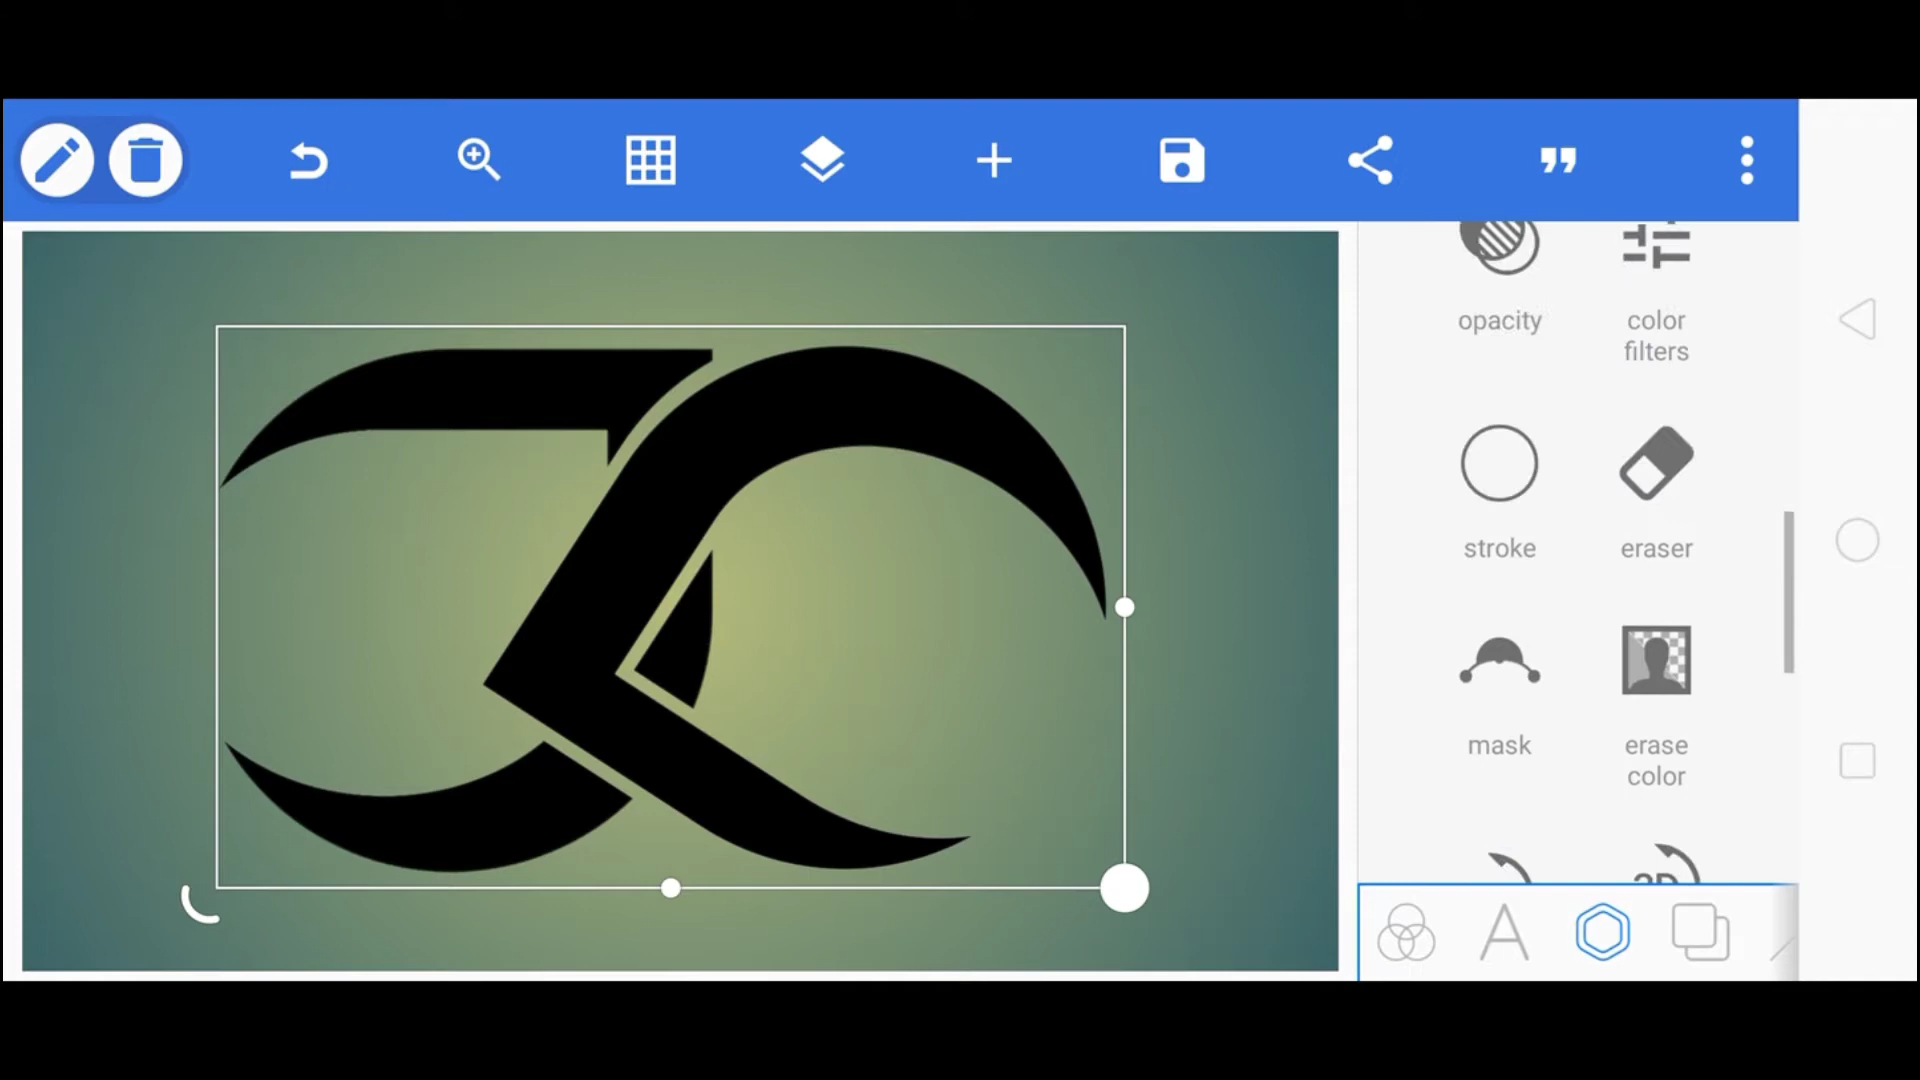 opacity
color
filters
stroke
eraser
mask
erase
color